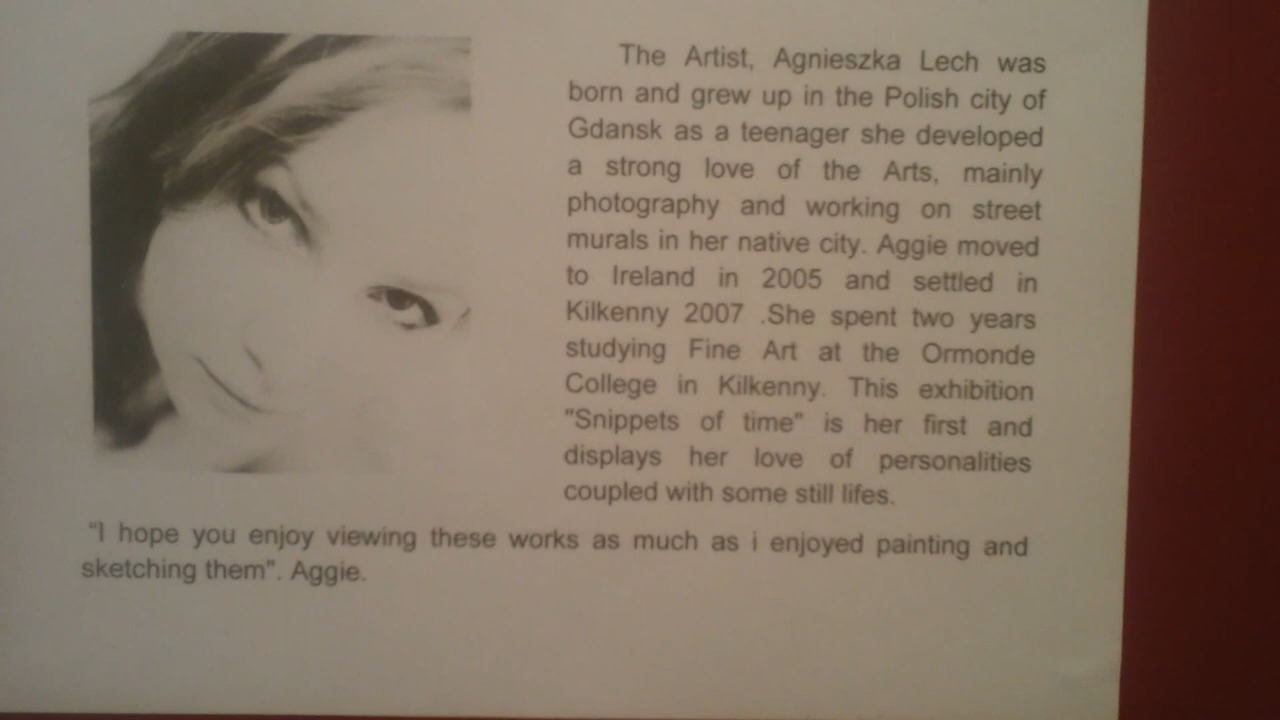 The Artist, Agnieszka Lech was
born and grew up in the Polish city of
Gdansk as a teenager she developed
a strong love of the Arts, mainly
photography and working on street
murals in her native city. Aggie moved
to Ireland in 2005 and settled in
Kilkenny 2007 .She spent two years
studying Fine Art at the Ormonde
College in Kilkenny. This exhibition
"Snippets of time" is her first and
displays her love of personalities
coupled with some still lifes.
"I hope you enjoy viewing these works as much as i enjoyed painting and
sketching them". Aggie.